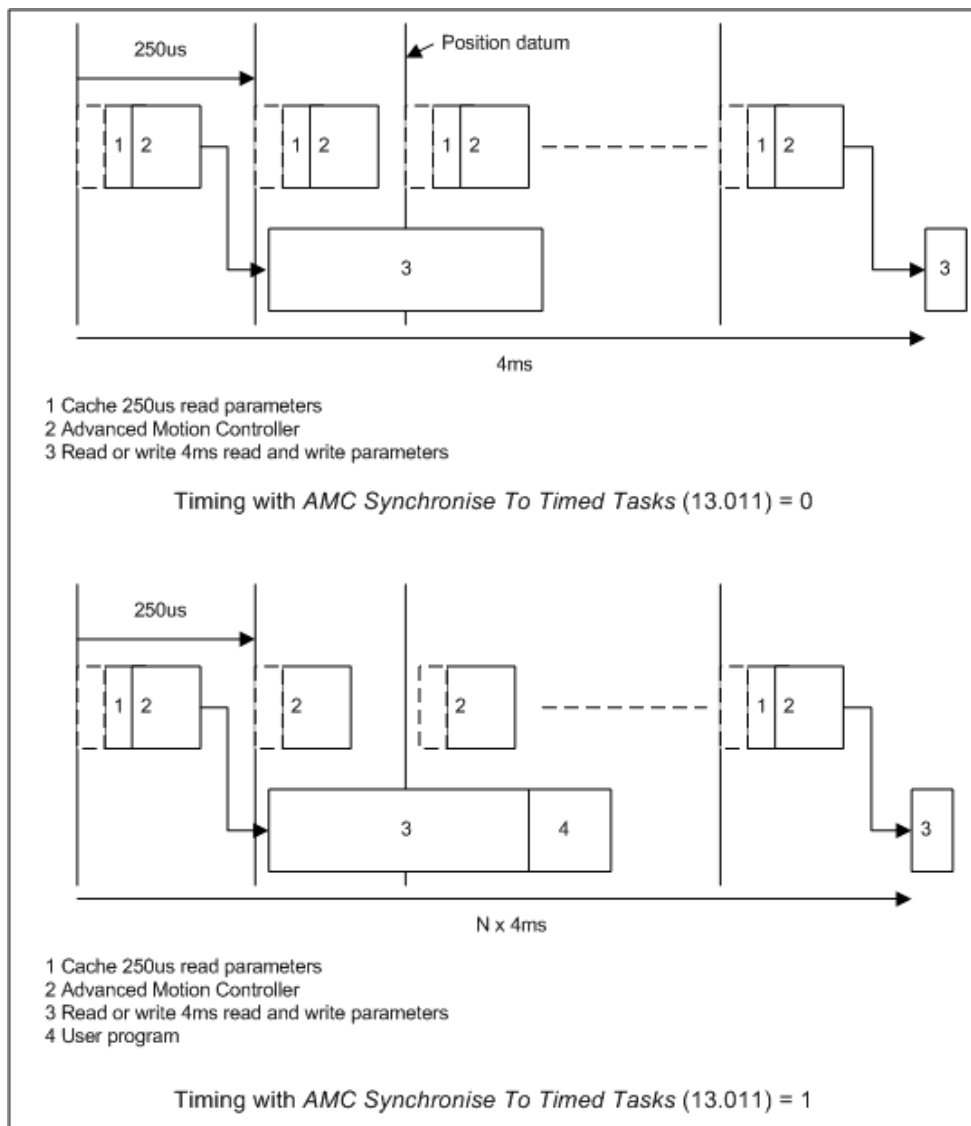 250us
Position datum
1 2
1 2
1 2
1 2
3
3
4ms
1 Cache 250us read parameters
2 Advanced Motion Controller
3 Read or write 4ms read and write parameters
Timing with AMC Synchronise To Timed Tasks (13.011) = 0
250us
1 2
2
2
1 2
3
4
3
N x 4ms
1 Cache 250us read parameters
2 Advanced Motion Controller
3 Read or write 4ms read and write parameters
4 User program
Timing with AMC Synchronise To Timed Tasks (13.011) = 1